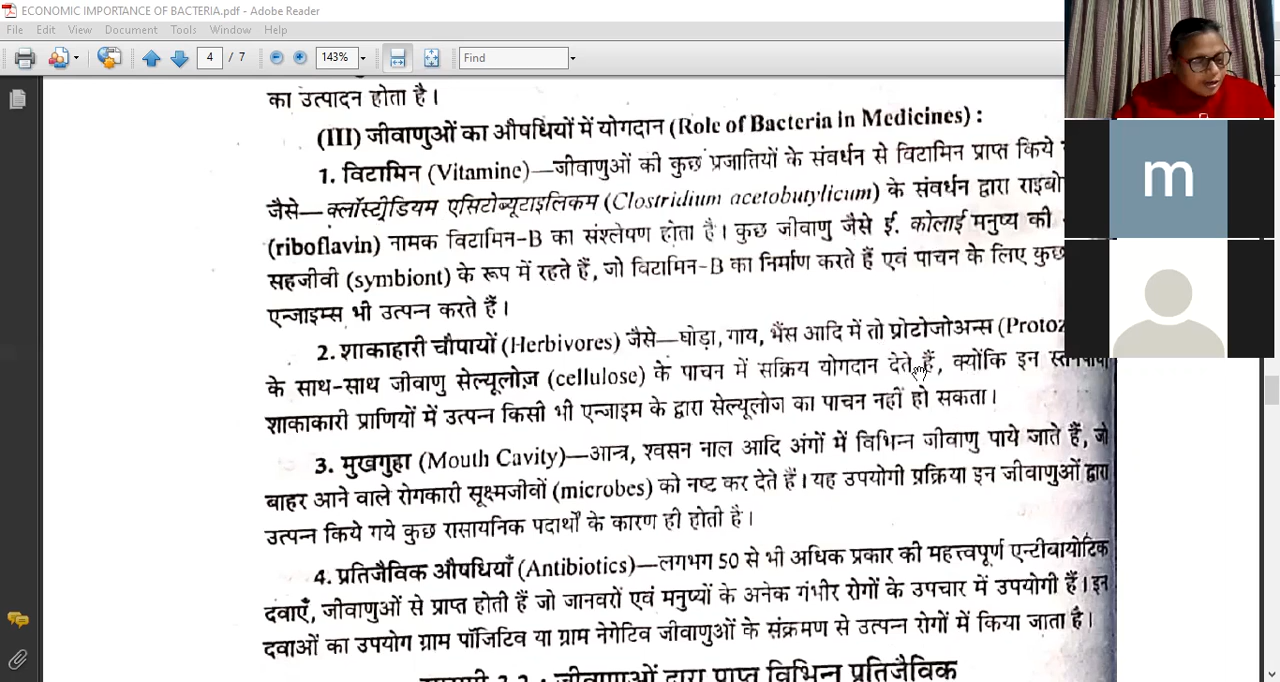 ECONOMIC IMPORTANCE OF BACTERIA.pdf - Adobe Reader
File Edit View Document Tools Window Help
4 / 7 143% Find
का उत्पादन होता है।
(III) जीवाणुओं का औषधियों में योगदान (Role of Bacteria in Medicines) :
1. विटामिन (Vitamine)—जीवाणुओं की कुछ प्रजातियों के संवर्धन से विटामिन प्राप्त किये
जैसे— क्लॉस्ट्रीडियम एसिटोब्यूटाइलिकम (Clostridium acetobutylicum) के संवर्धन द्वारा राइबो
(riboflavin) नामक विटामिन-B का संश्लेषण होता है। कुछ जीवाणु जैसे ई. कोलाई मनुष्य की
सहजीवी (symbiont) के रूप में रहते हैं, जो विटामिन-B का निर्माण करते हैं एवं पाचन के लिए कुछ
एन्जाइम्स भी उत्पन्न करते हैं।
2. शाकाहारी चौपायों (Herbivores) जैसे—घोड़ा, गाय, भैंस आदि में तो प्रोटोजोअन्स (Protoz
के साथ-साथ जीवाणु सेल्यूलोज़ (cellulose) के पाचन में सक्रिय योगदान देते हैं, क्योंकि इन स्तनपायी
शाकाकारी प्राणियों में उत्पन्न किसी भी एन्जाइम के द्वारा सेल्यूलोज का पाचन नहीं हो सकता।
3. मुखगुहा (Mouth Cavity)—आन्त्र, श्वसन नाल आदि अंगों में विभिन्न जीवाणु पाये जाते हैं, जो
बाहर आने वाले रोगकारी सूक्ष्मजीवों (microbes) को नष्ट कर देते हैं। यह उपयोगी प्रक्रिया इन जीवाणुओं द्वारा
उत्पन्न किये गये कुछ रासायनिक पदार्थों के कारण ही होती है।
4. प्रतिजैविक औषधियाँ (Antibiotics)—लगभग 50 से भी अधिक प्रकार की महत्त्वपूर्ण एन्टीबायोटिक
दवाएँ, जीवाणुओं से प्राप्त होती हैं जो जानवरों एवं मनुष्यों के अनेक गंभीर रोगों के उपचार में उपयोगी हैं। इन
दवाओं का उपयोग ग्राम पॉजिटिव या ग्राम नेगेटिव जीवाणुओं के संक्रमण से उत्पन्न रोगों में किया जाता है।
: जीवाणुओं द्वारा प्राप्त विभिन्न प्रतिजैविक
m